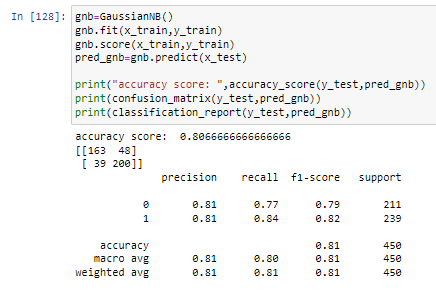 In [128]: gnb=GaussianNB()
gnb.fit(x_train,y_train)
gnb.score(x_train,y_train)
pred_gnb=gnb.predict(x_test)
print("accuracy score: ",accuracy_score(y_test,pred_gnb))
print(confusion_matrix(y_test,pred_gnb))
print(classification_report(y_test,pred_gnb))
accuracy score:  0.8066666666666666
[[163  48]
 [ 39 200]]
              precision    recall  f1-score   support
           0       0.81      0.77      0.79       211
           1       0.81      0.84      0.82       239
    accuracy                           0.81       450
   macro avg       0.81      0.80      0.81       450
weighted avg       0.81      0.81      0.81       450